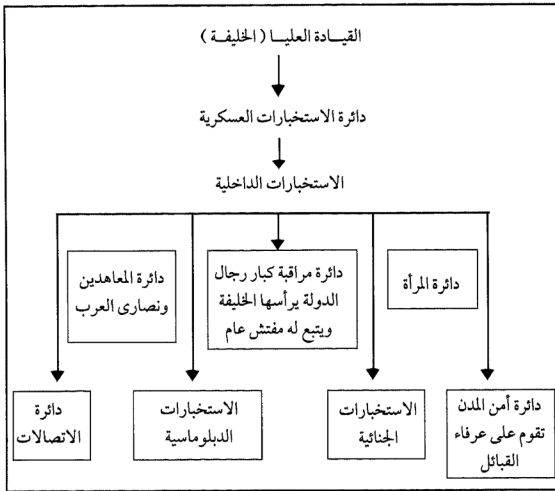 القيادة العليا ( الخليفة )
دائرة الاستخبارات العسكرية
الاستخبارات الداخلية
دائرة المرأة
دائرة مراقبة كبار رجال
الدولة يرأسها الخليفة
ويتبع له مفتش عام
دائرة المعاهدين
ونصارى العرب
دائرة أمن المدن
تقوم على عرفاء
القبائل
الاستخبارات
الجنائية
الاستخبارات
الدبلوماسية
دائرة
الاتصالات